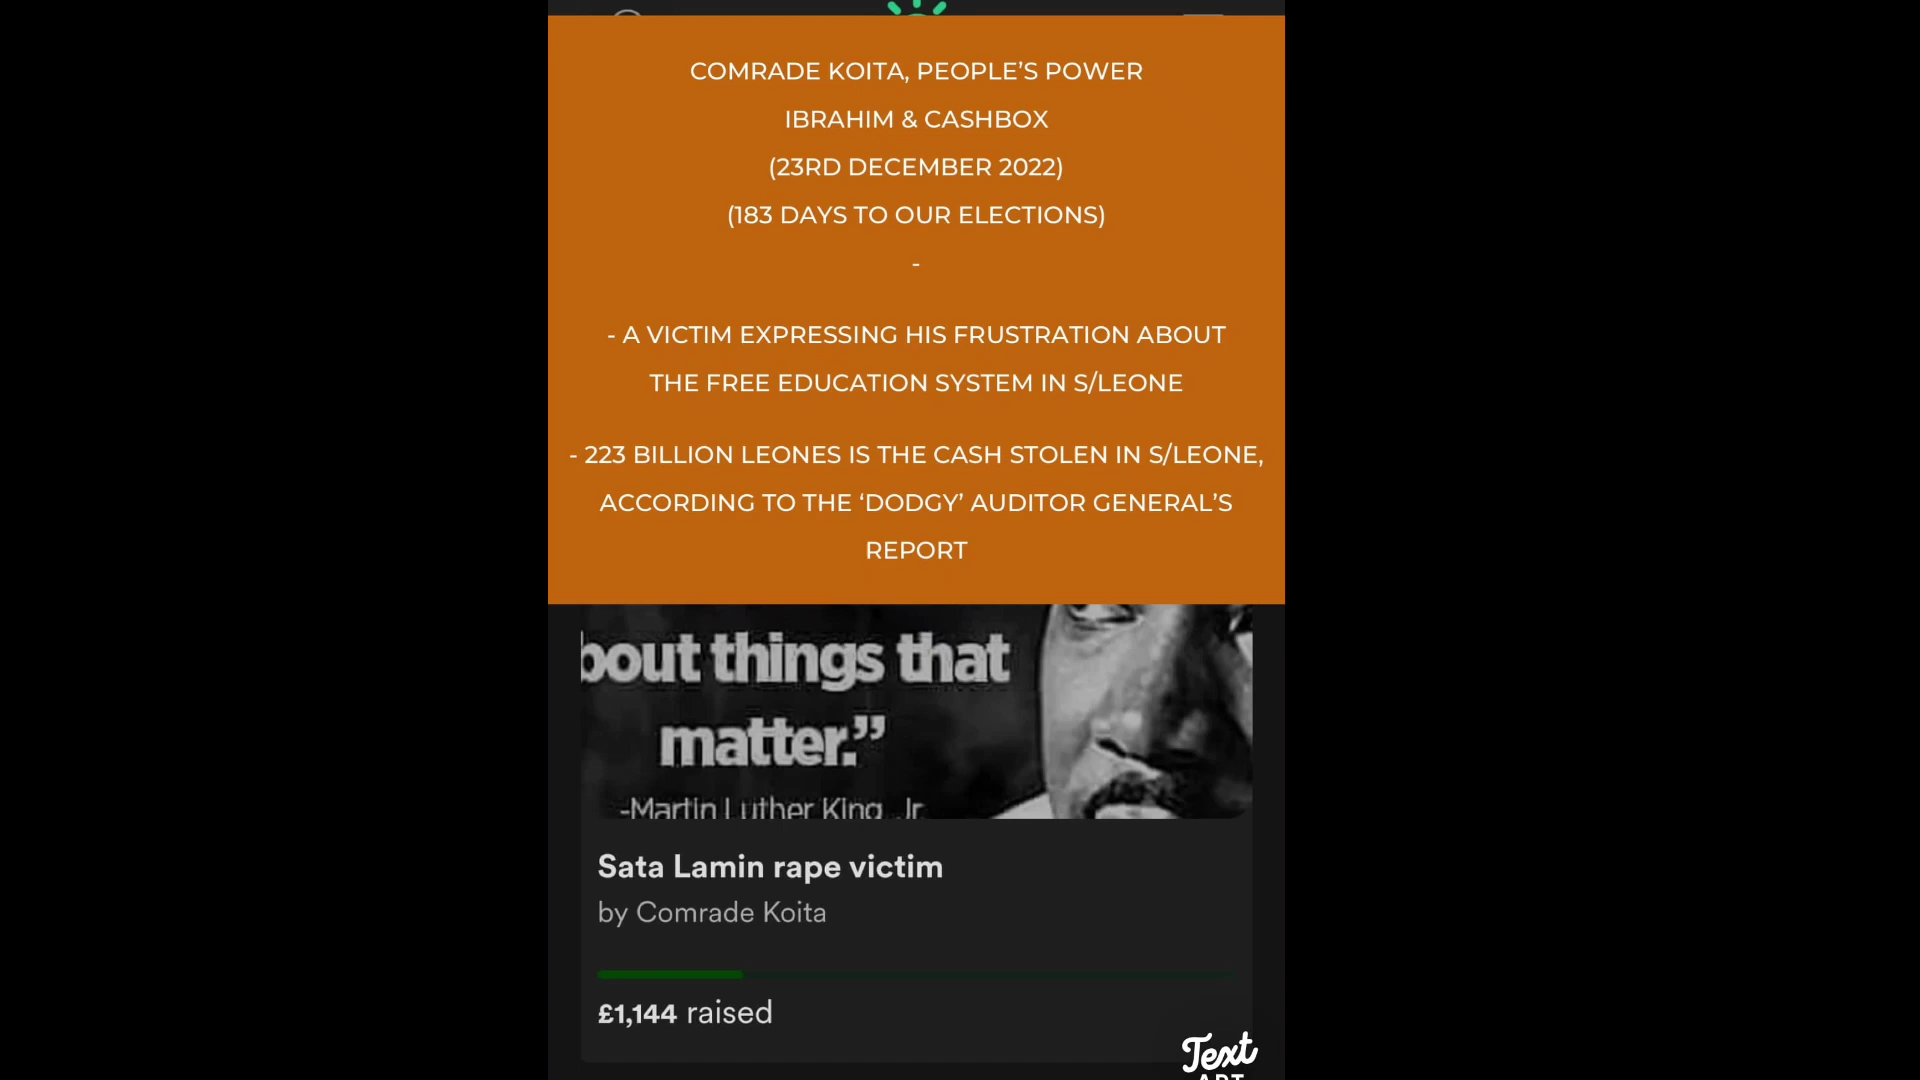 COMRADE KOITA, PEOPLE’S POWER
IBRAHIM & CASHBOX
(23RD DECEMBER 2022)
(183 DAYS TO OUR ELECTIONS)
-
- A VICTIM EXPRESSING HIS FRUSTRATION ABOUT
THE FREE EDUCATION SYSTEM IN S/LEONE
- 223 BILLION LEONES IS THE CASH STOLEN IN S/LEONE,
ACCORDING TO THE ‘DODGY’ AUDITOR GENERAL’S
REPORT
bout things that
matter.”
-Martin Luther King Jr.
Sata Lamin rape victim
by Comrade Koita
£1,144 raised
Text
ART